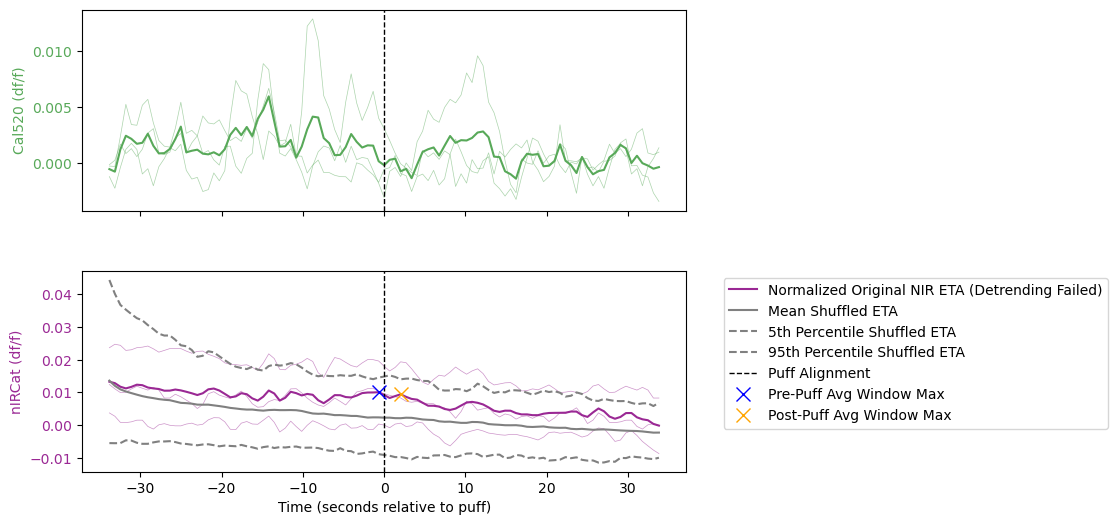 0.010
0.005
0.000
Cal520 (df/f)
0.04
0.03
0.02
0.01
0.00
−0.01
nIRCat (df/f)
−30
−20
−10
0
10
20
30
Time (seconds relative to puff)
Normalized Original NIR ETA (Detrending Failed)
Mean Shuffled ETA
5th Percentile Shuffled ETA
95th Percentile Shuffled ETA
Puff Alignment
Pre-Puff Avg Window Max
Post-Puff Avg Window Max